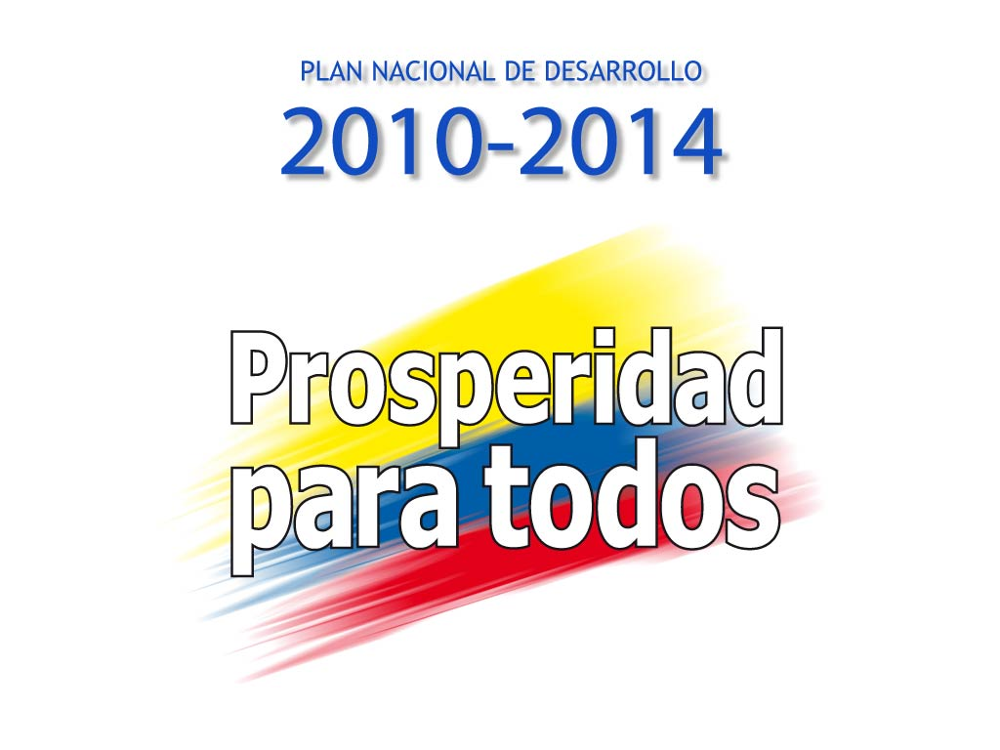 PLAN NACIONAL DE DESARROLLO
2010-2014
Prosperidad
para todos